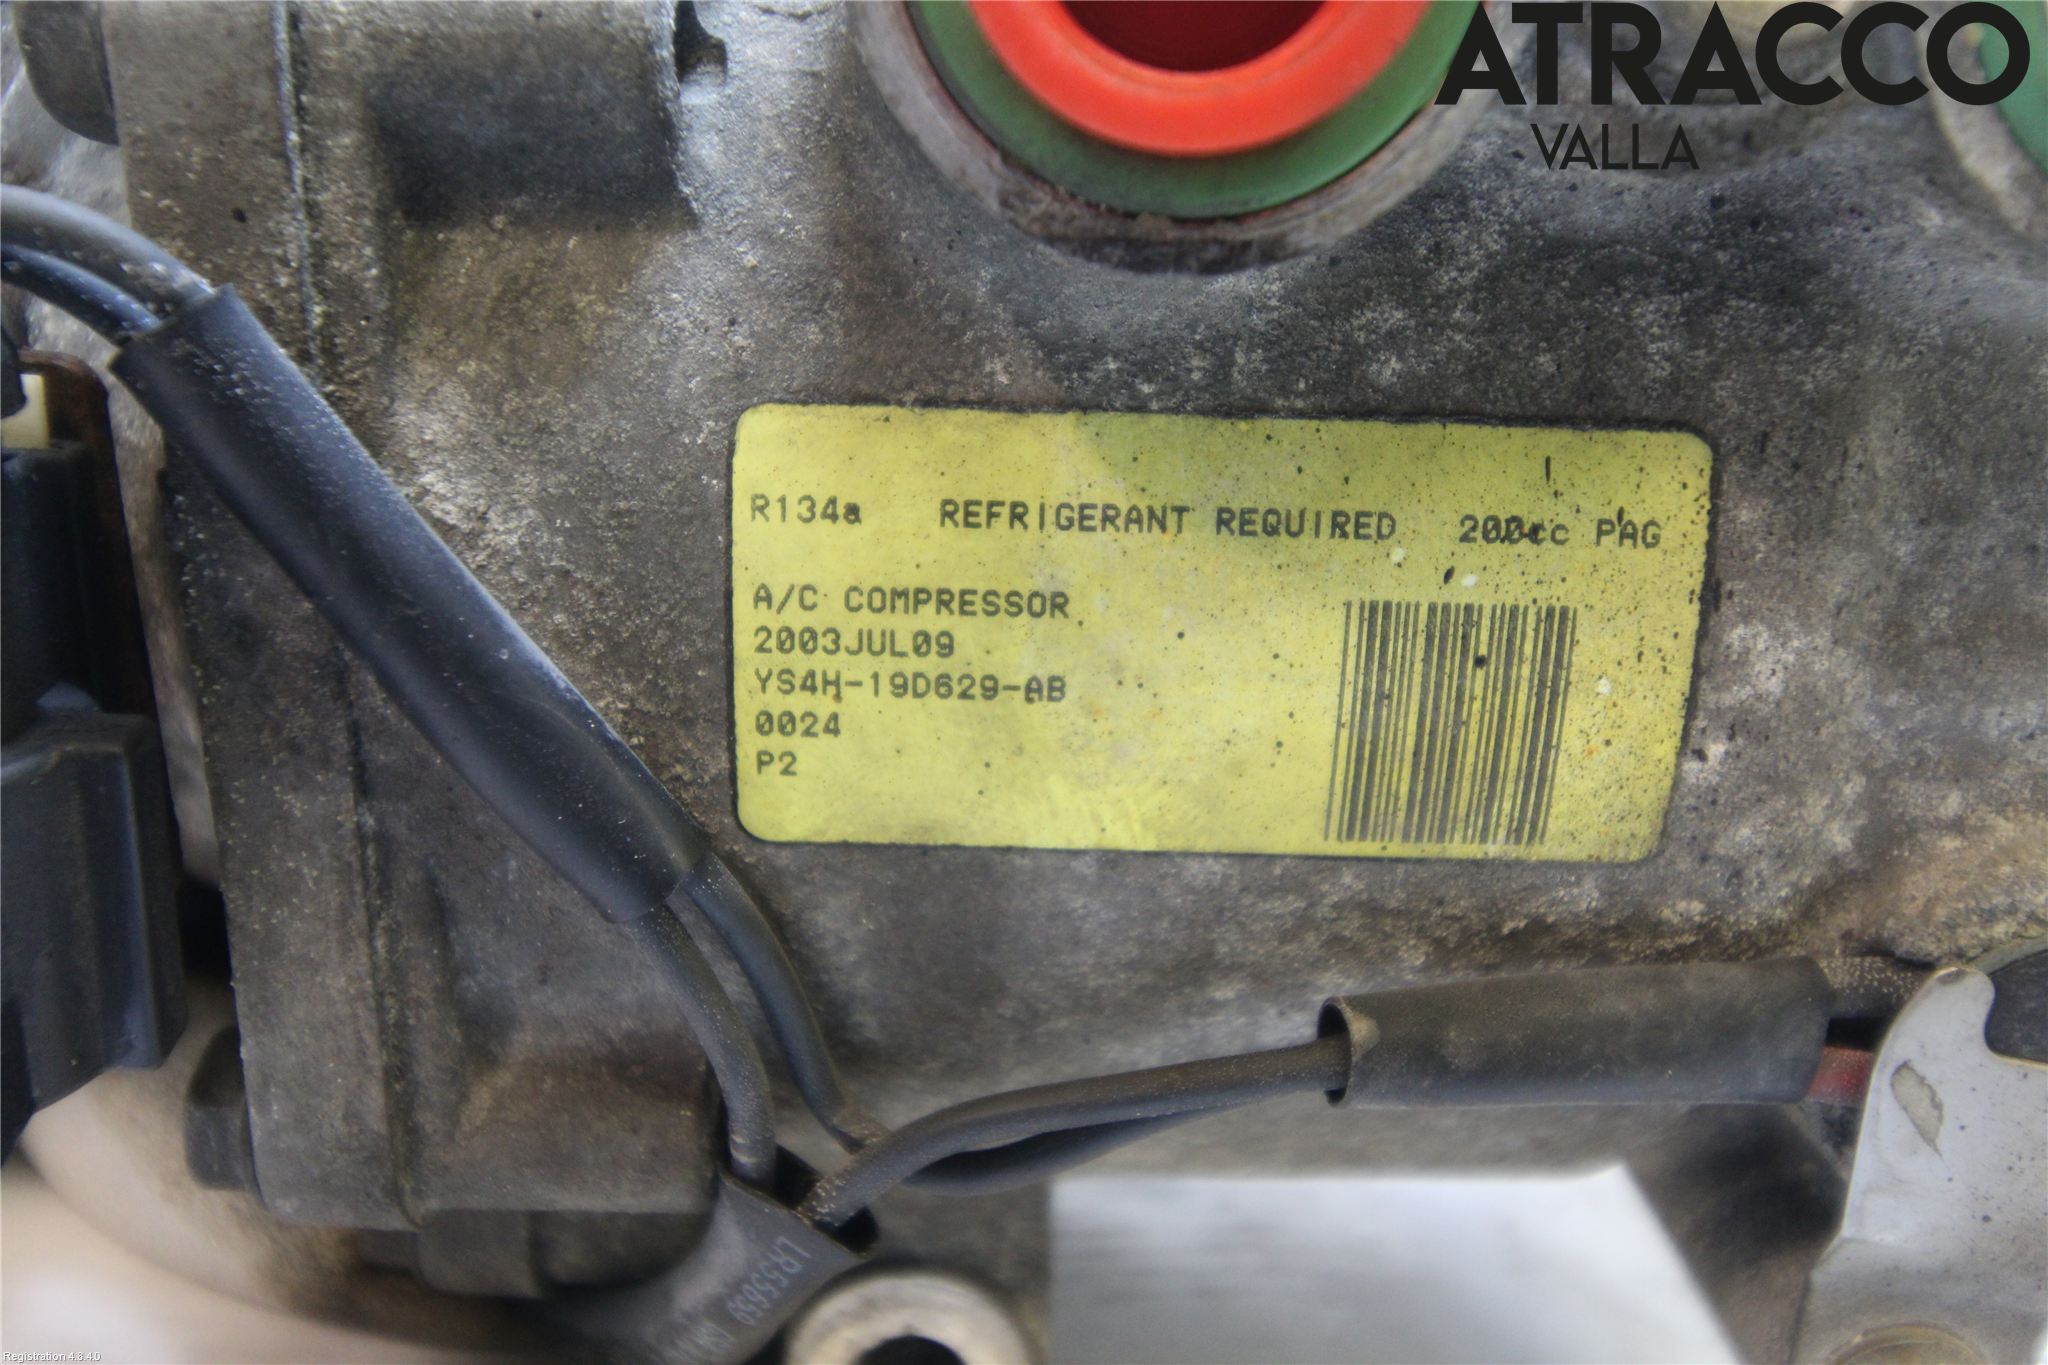 ATRACCO
VALLA
R134a REFRIGERANT REQUIRED 200cc PAG
A/C COMPRESSOR
2003JUL09
YS4H-19D629-AB
0024
P2
Registration 4.8.4.0